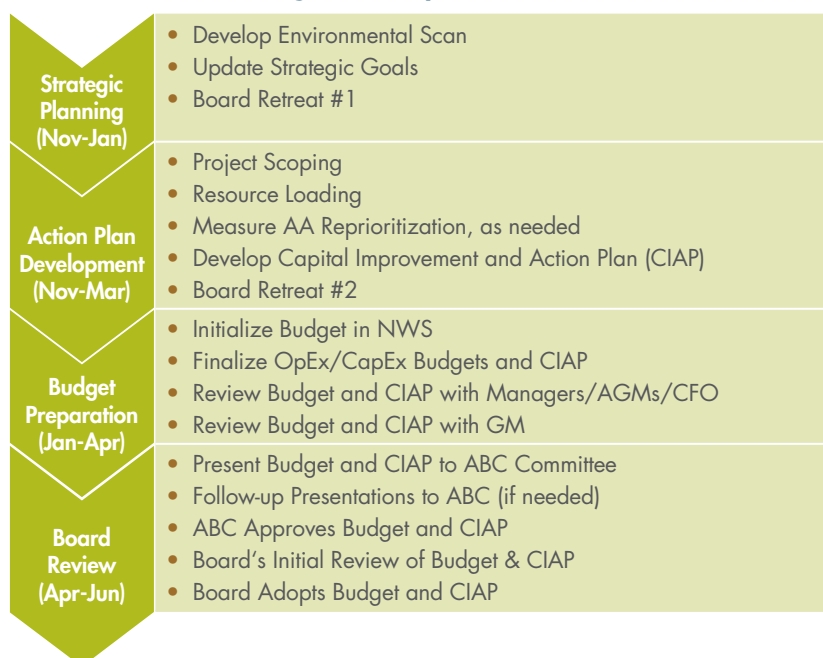 Strategic
Planning
(Nov-Jan)
• Develop Environmental Scan
• Update Strategic Goals
• Board Retreat #1
Action Plan
Development
(Nov-Mar)
• Project Scoping
• Resource Loading
• Measure AA Reprioritization, as needed
• Develop Capital Improvement and Action Plan (CIAP)
• Board Retreat #2
Budget
Preparation
(Jan-Apr)
• Initialize Budget in NWS
• Finalize OpEx/CapEx Budgets and CIAP
• Review Budget and CIAP with Managers/AGMs/CFO
• Review Budget and CIAP with GM
Board
Review
(Apr-Jun)
• Present Budget and CIAP to ABC Committee
• Follow-up Presentations to ABC (if needed)
• ABC Approves Budget and CIAP
• Board's Initial Review of Budget & CIAP
• Board Adopts Budget and CIAP